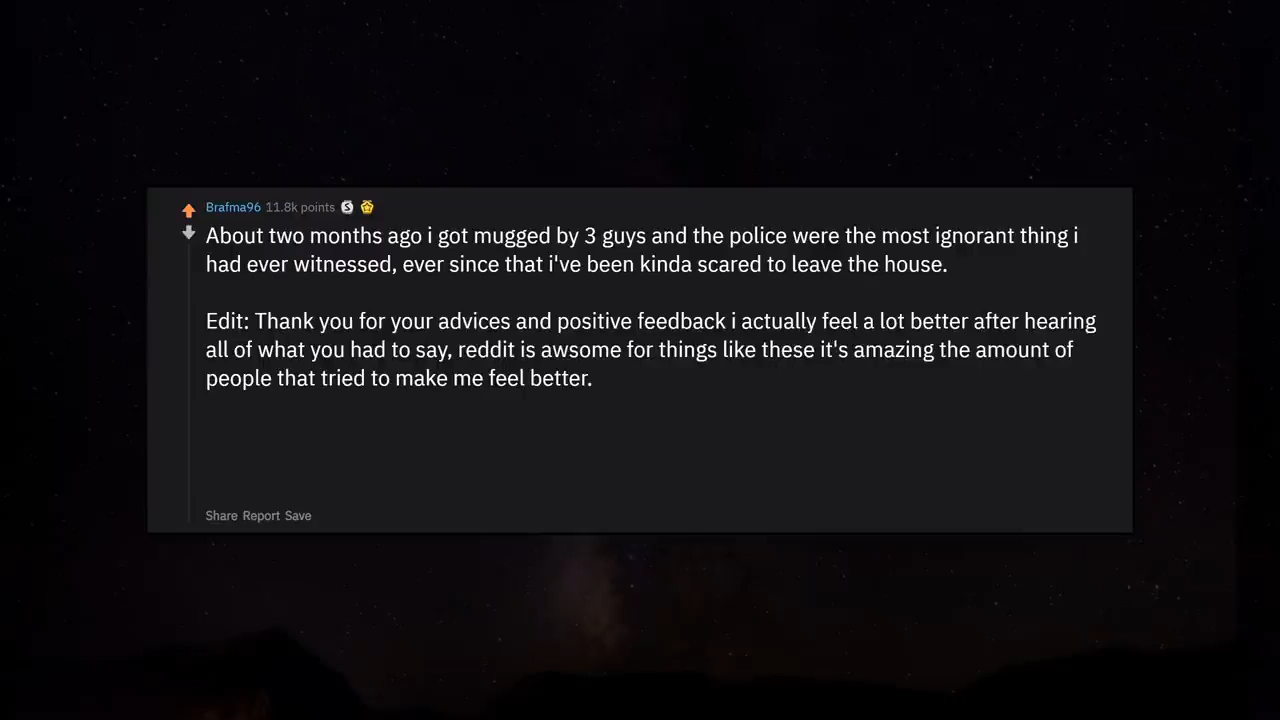 Brafma96 11.8k points
About two months ago i got mugged by 3 guys and the police were the most ignorant thing i
had ever witnessed, ever since that i've been kinda scared to leave the house.
Edit: Thank you for your advices and positive feedback i actually feel a lot better after hearing
all of what you had to say, reddit is awsome for things like these it's amazing the amount of
people that tried to make me feel better.
Share Report Save